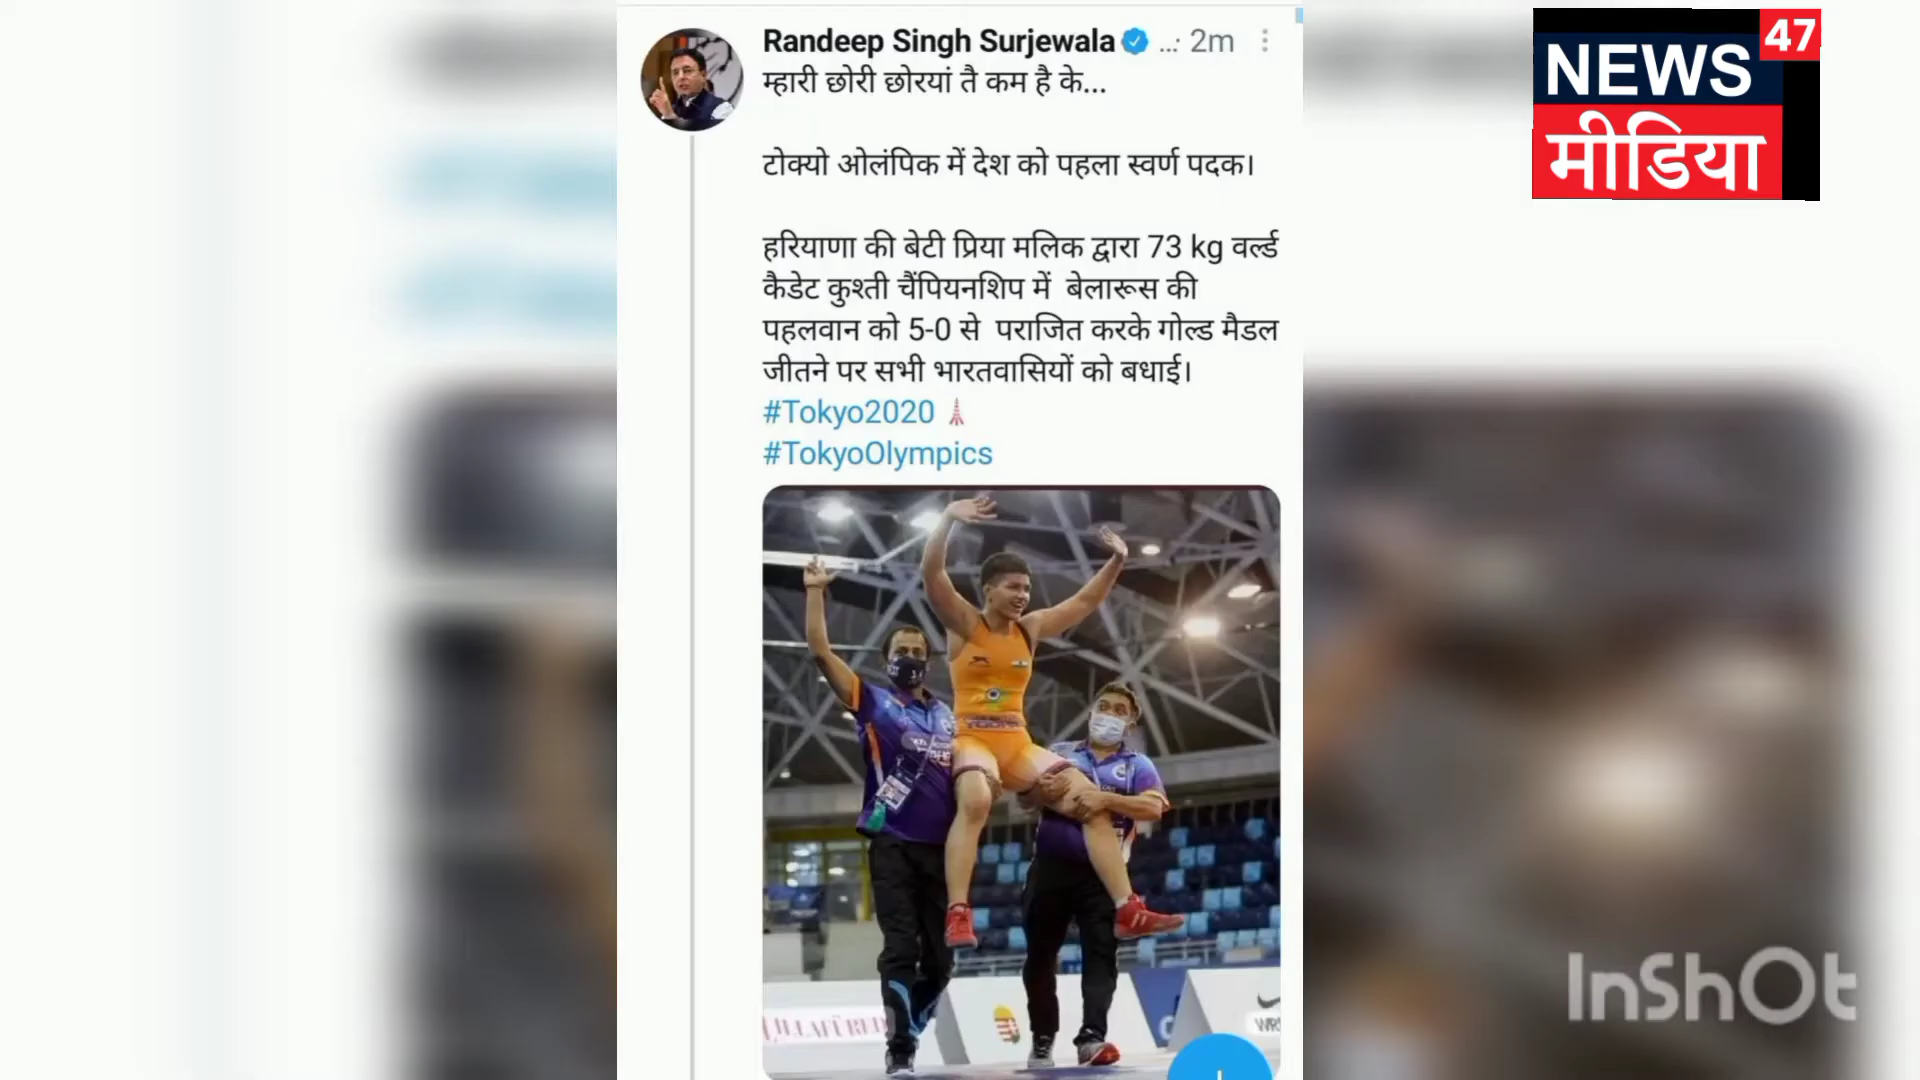 Randeep Singh Surjewala ... 2m
म्हारी छोरी छोरयां तै कम है के...
टोक्यो ओलंपिक में देश को पहला स्वर्ण पदक।
हरियाणा की बेटी प्रिया मलिक द्वारा 73 kg वर्ल्ड
कैडेट कुश्ती चैंपियनशिप में बेलारूस की
पहलवान को 5-0 से पराजित करके गोल्ड मैडल
जीतने पर सभी भारतवासियों को बधाई।
#Tokyo2020
#TokyoOlympics
NEWS 47
मीडिया
InShOt